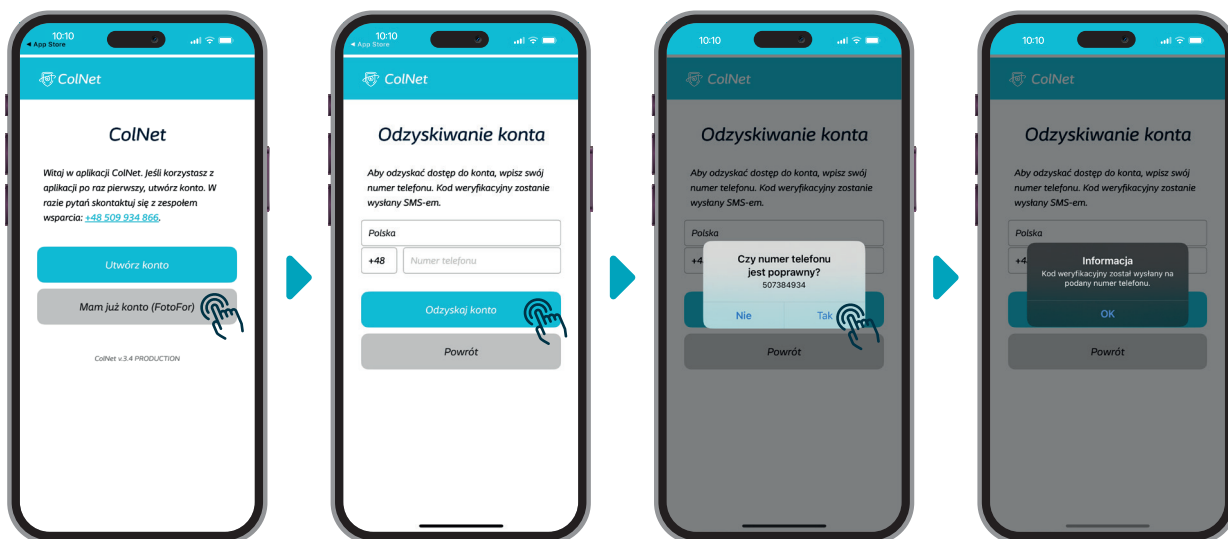 10:10
App Store
ColNet
ColNet
Witaj w aplikacji ColNet. Jeśli korzystasz z
aplikacji po raz pierwszy, utwórz konto. W
razie pytań skontaktuj się z zespołem
wsparcia: +48 509 934 866.
Utwórz konto
Mam już konto (FotoFor)
ColNet v.3.4 PRODUCTION
10:10
App Store
ColNet
Odzyskiwanie konta
Aby odzyskać dostęp do konta, wpisz swój
numer telefonu. Kod weryfikacyjny zostanie
wysłany SMS-em.
Polska
+48 Numer telefonu
Odzyskaj konto
Powrót
10:10
ColNet
Odzyskiwanie konta
Aby odzyskać dostęp do konta, wpisz swój
numer telefonu. Kod weryfikacyjny zostanie
wysłany SMS-em.
Polska
+4
Czy numer telefonu
jest poprawny?
507384934
Nie Tak
Powrót
10:10
ColNet
Odzyskiwanie konta
Aby odzyskać dostęp do konta, wpisz swój
numer telefonu. Kod weryfikacyjny zostanie
wysłany SMS-em.
Polska
+4
Informacja
Kod weryfikacyjny został wysłany na
podany numer telefonu.
OK
Powrót